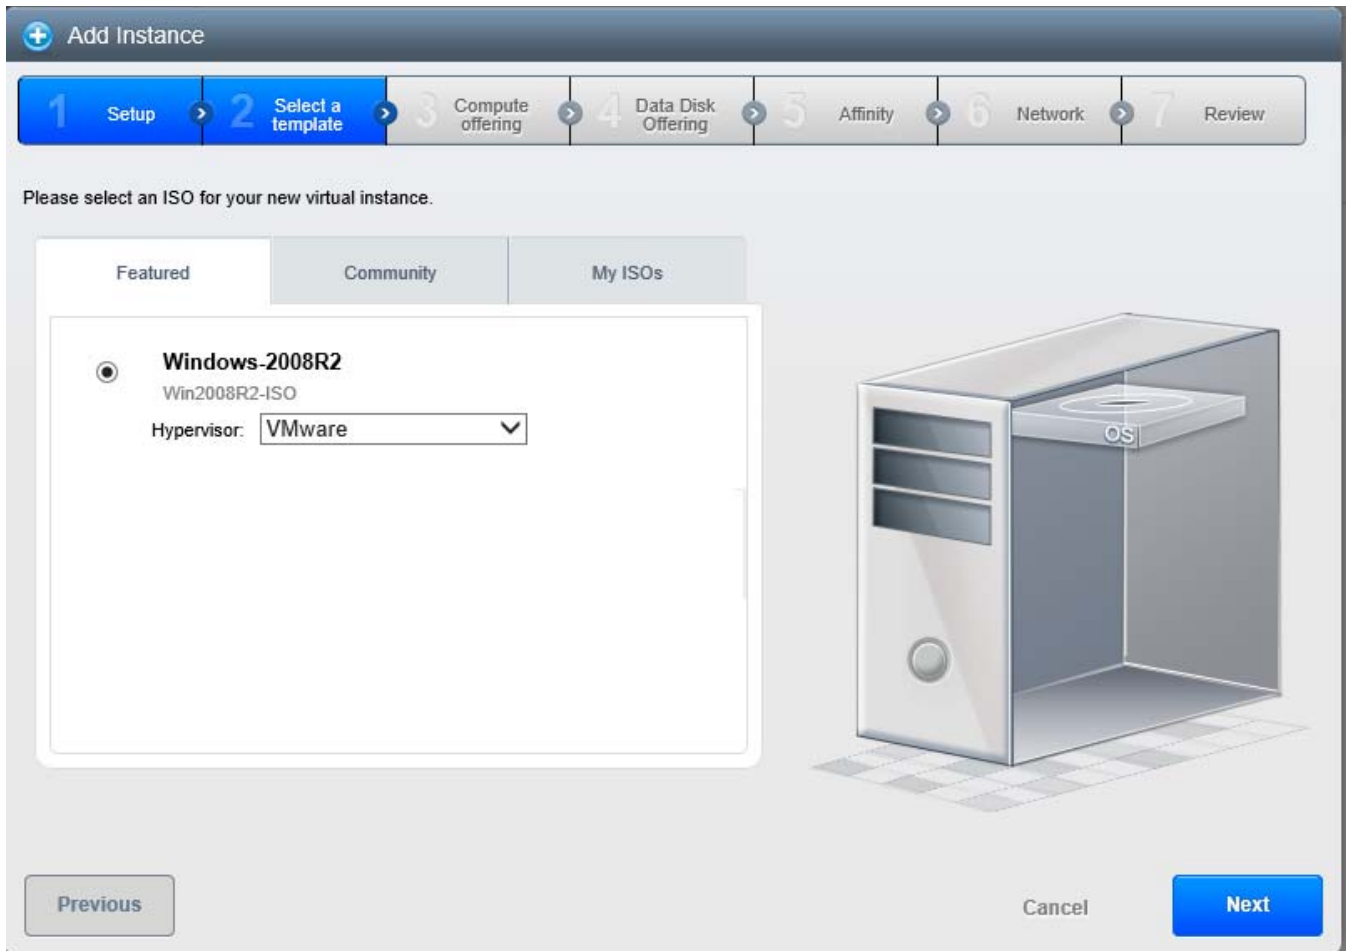 Add Instance
1 Setup
2 Select a
template
3 Compute
offering
4 Data Disk
Offering
5 Affinity
6 Network
7 Review
Please select an ISO for your new virtual instance.
Featured
Community
My ISOs
Windows-2008R2
Win2008R2-ISO
Hypervisor: VMware
OS
Previous
Cancel
Next